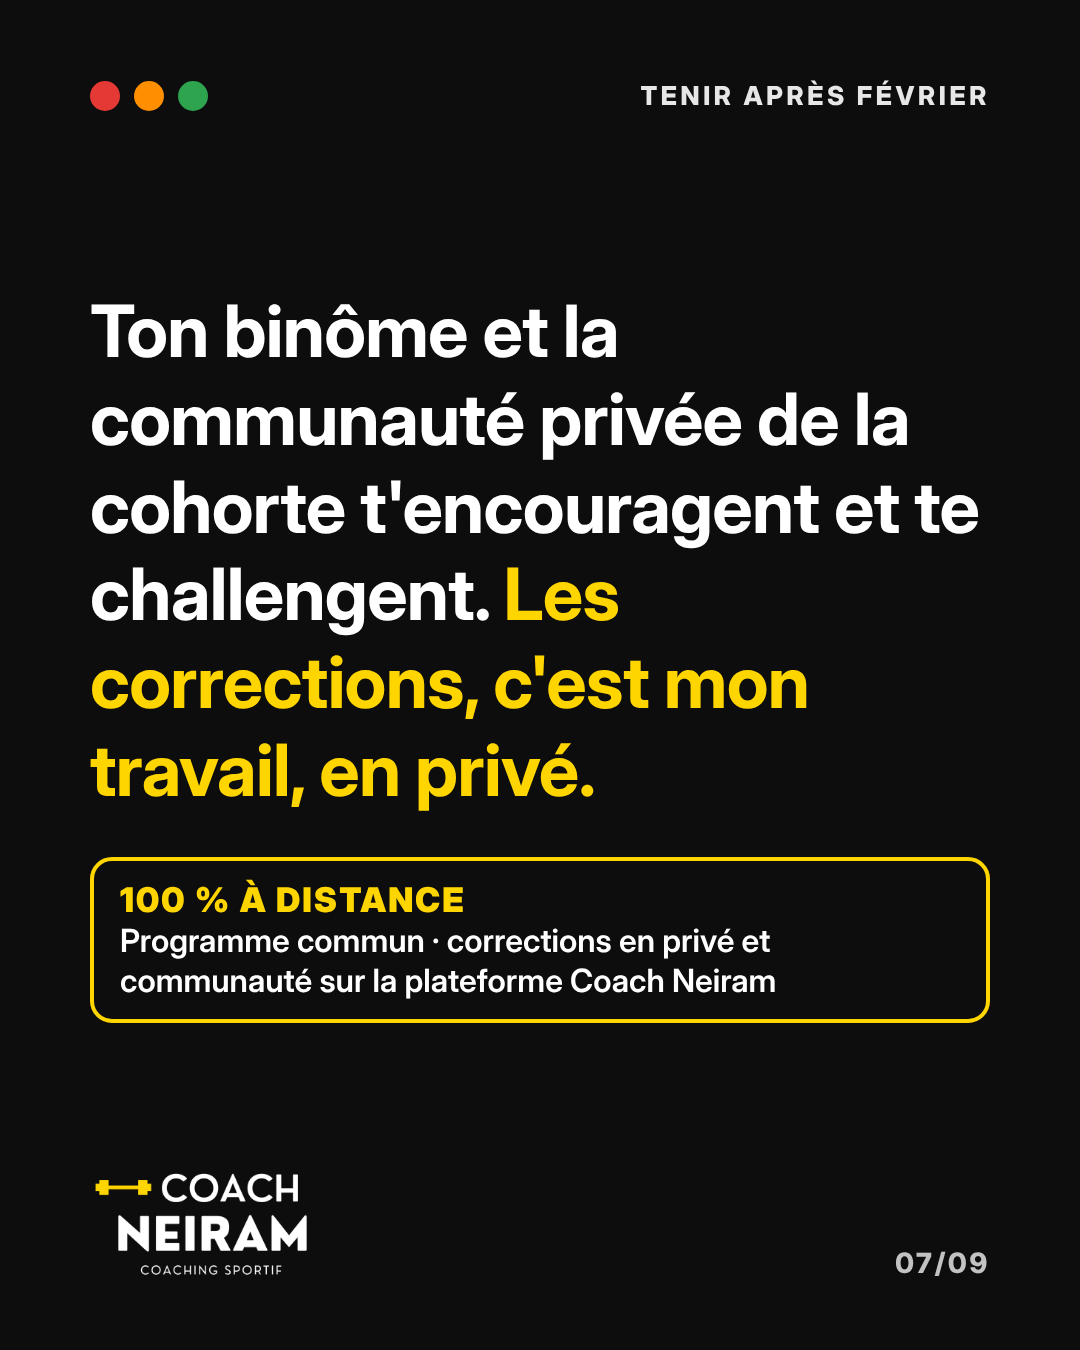 TENIR APRÈS FÉVRIER
Ton binôme et la
communauté privée de la
cohorte t'encouragent et te
challengent. Les
corrections, c'est mon
travail, en privé.
100 % À DISTANCE
Programme commun · corrections en privé et
communauté sur la plateforme Coach Neiram
COACH
NEIRAM
COACHING SPORTIF
07/09